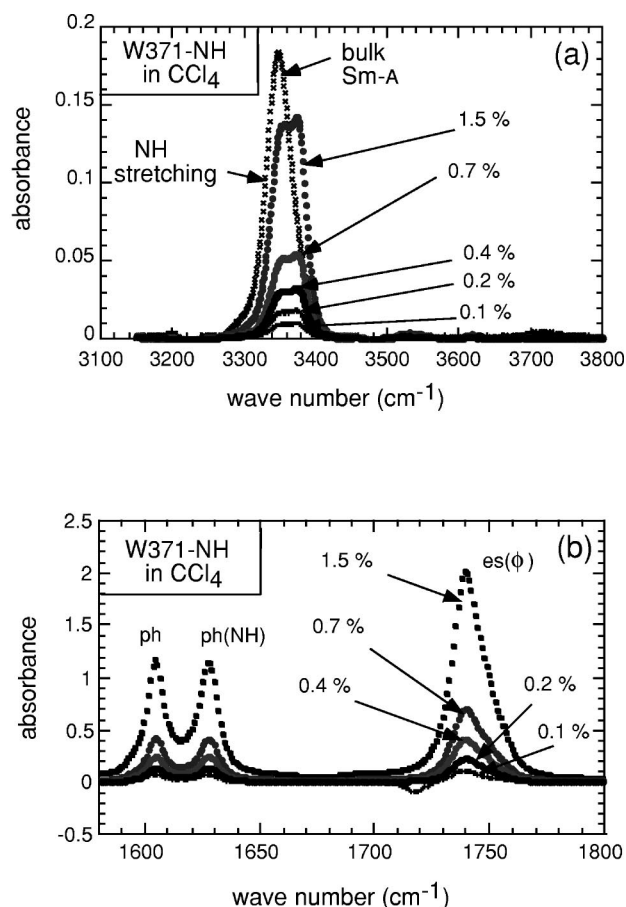 0.2
W371-NH
in CCl4
bulk
Sm-A
(a)
0.15
1.5 %
NH
stretching
0.7 %
0.1
absorbance
0.4 %
0.05
0.2 %
0.1 %
0
3100 3200 3300 3400 3500 3600 3700 3800
wave number (cm-1)
2.5
W371-NH
in CCl4
(b)
es(ϕ)
2
1.5 %
1.5
ph
ph(NH)
0.7 %
1
absorbance
0.4 %
0.2 %
0.5
0.1 %
0
-0.5
1600 1650 1700 1750 1800
wave number (cm-1)